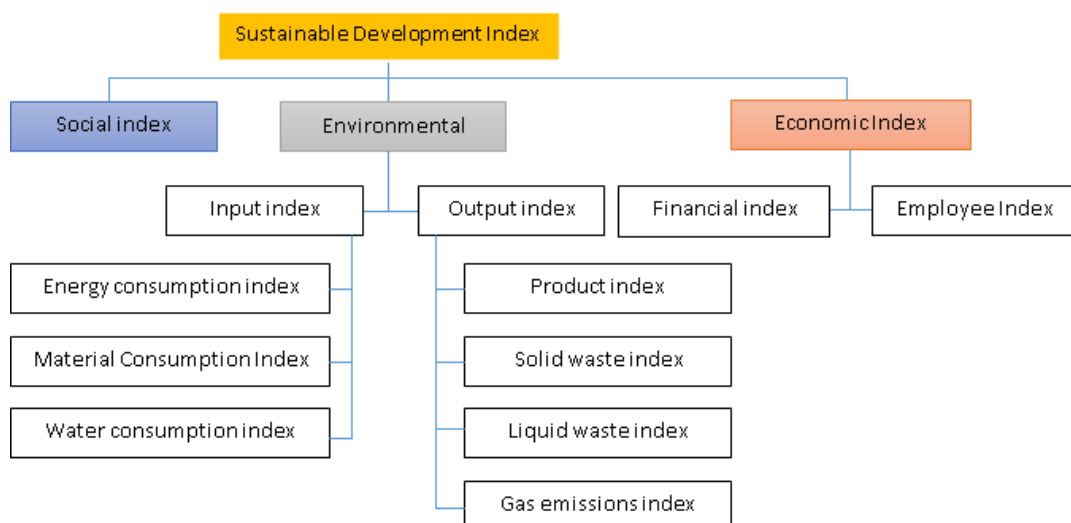 Sustainable Development Index
Social index
Environmental
Economic Index
Input index
Output index
Financial index
Employee Index
Energy consumption index
Product index
Material Consumption Index
Solid waste index
Water consumption index
Liquid waste index
Gas emissions index